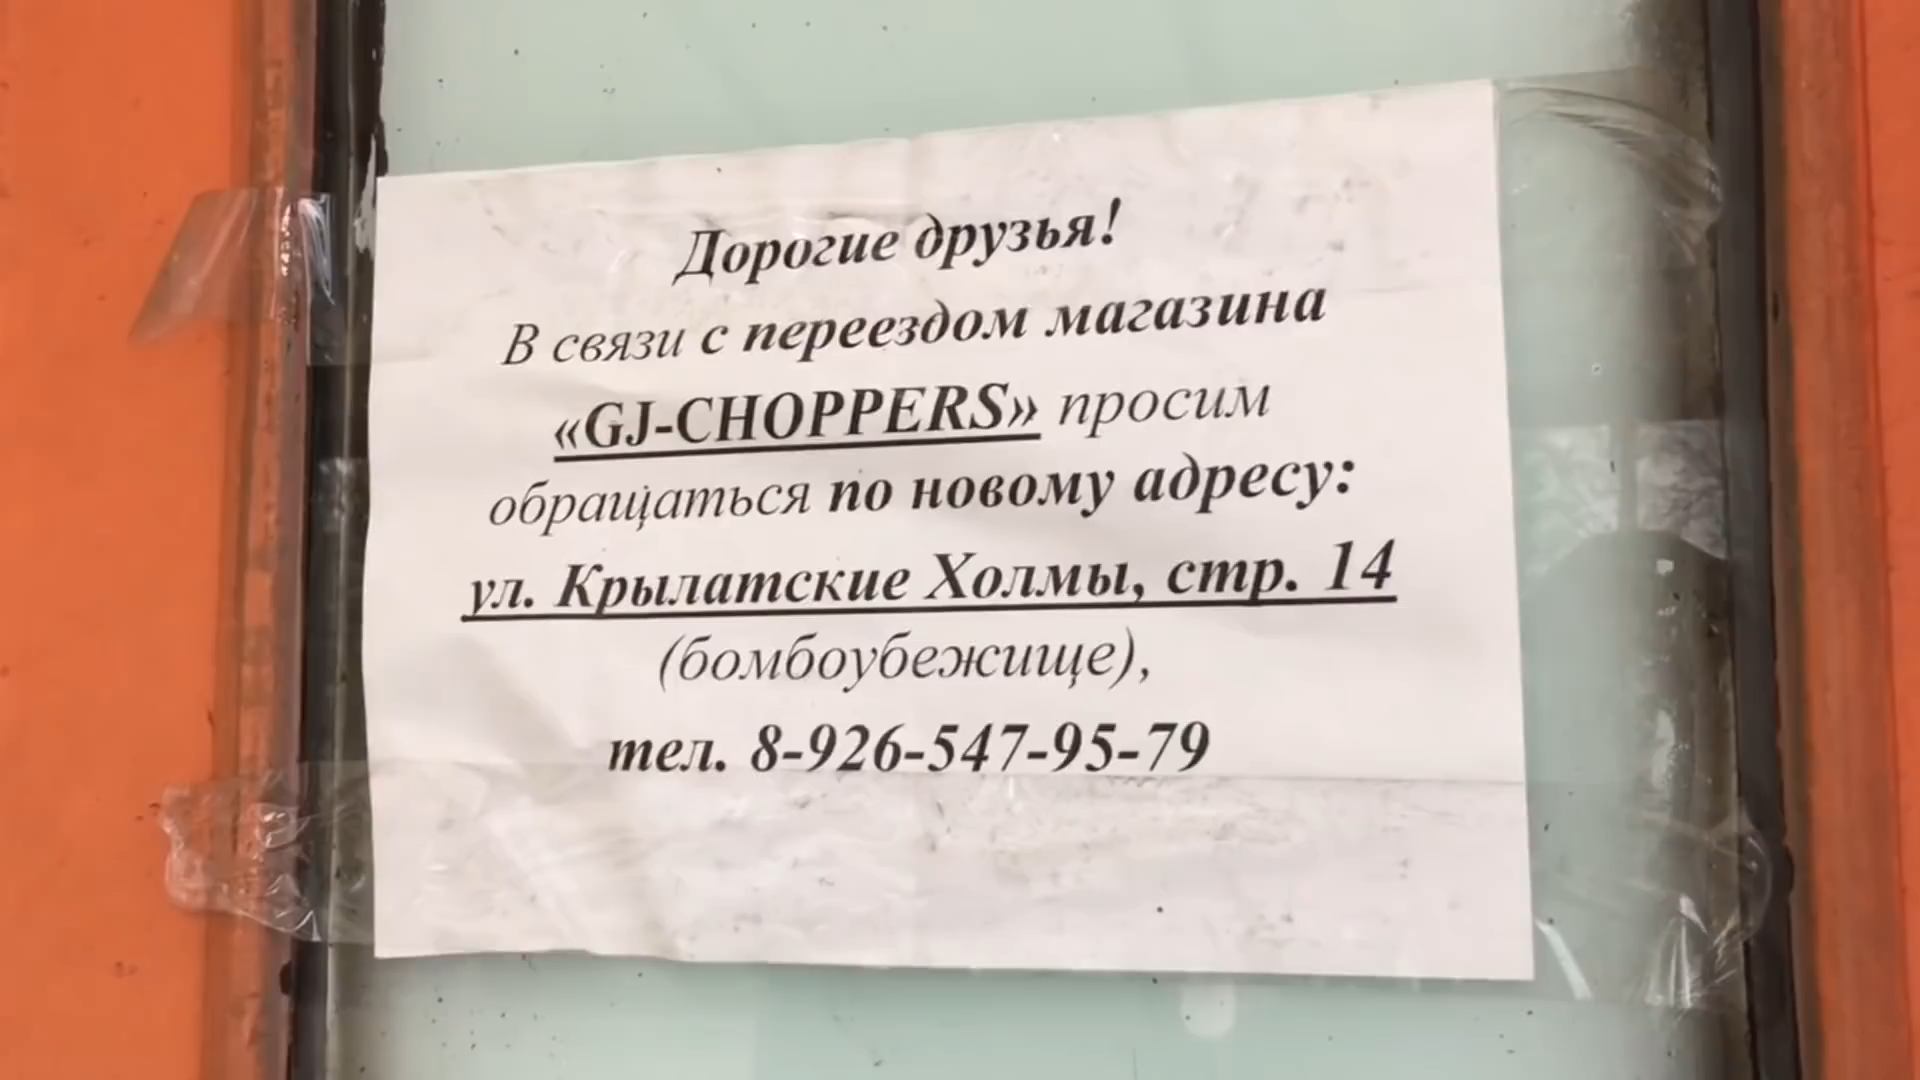 Дорогие друзья!
В связи с переездом магазина
«GJ-CHOPPERS» просим
обращаться по новому адресу:
ул. Крылатские Холмы, стр. 14
(бомбоубежище),
тел. 8-926-547-95-79